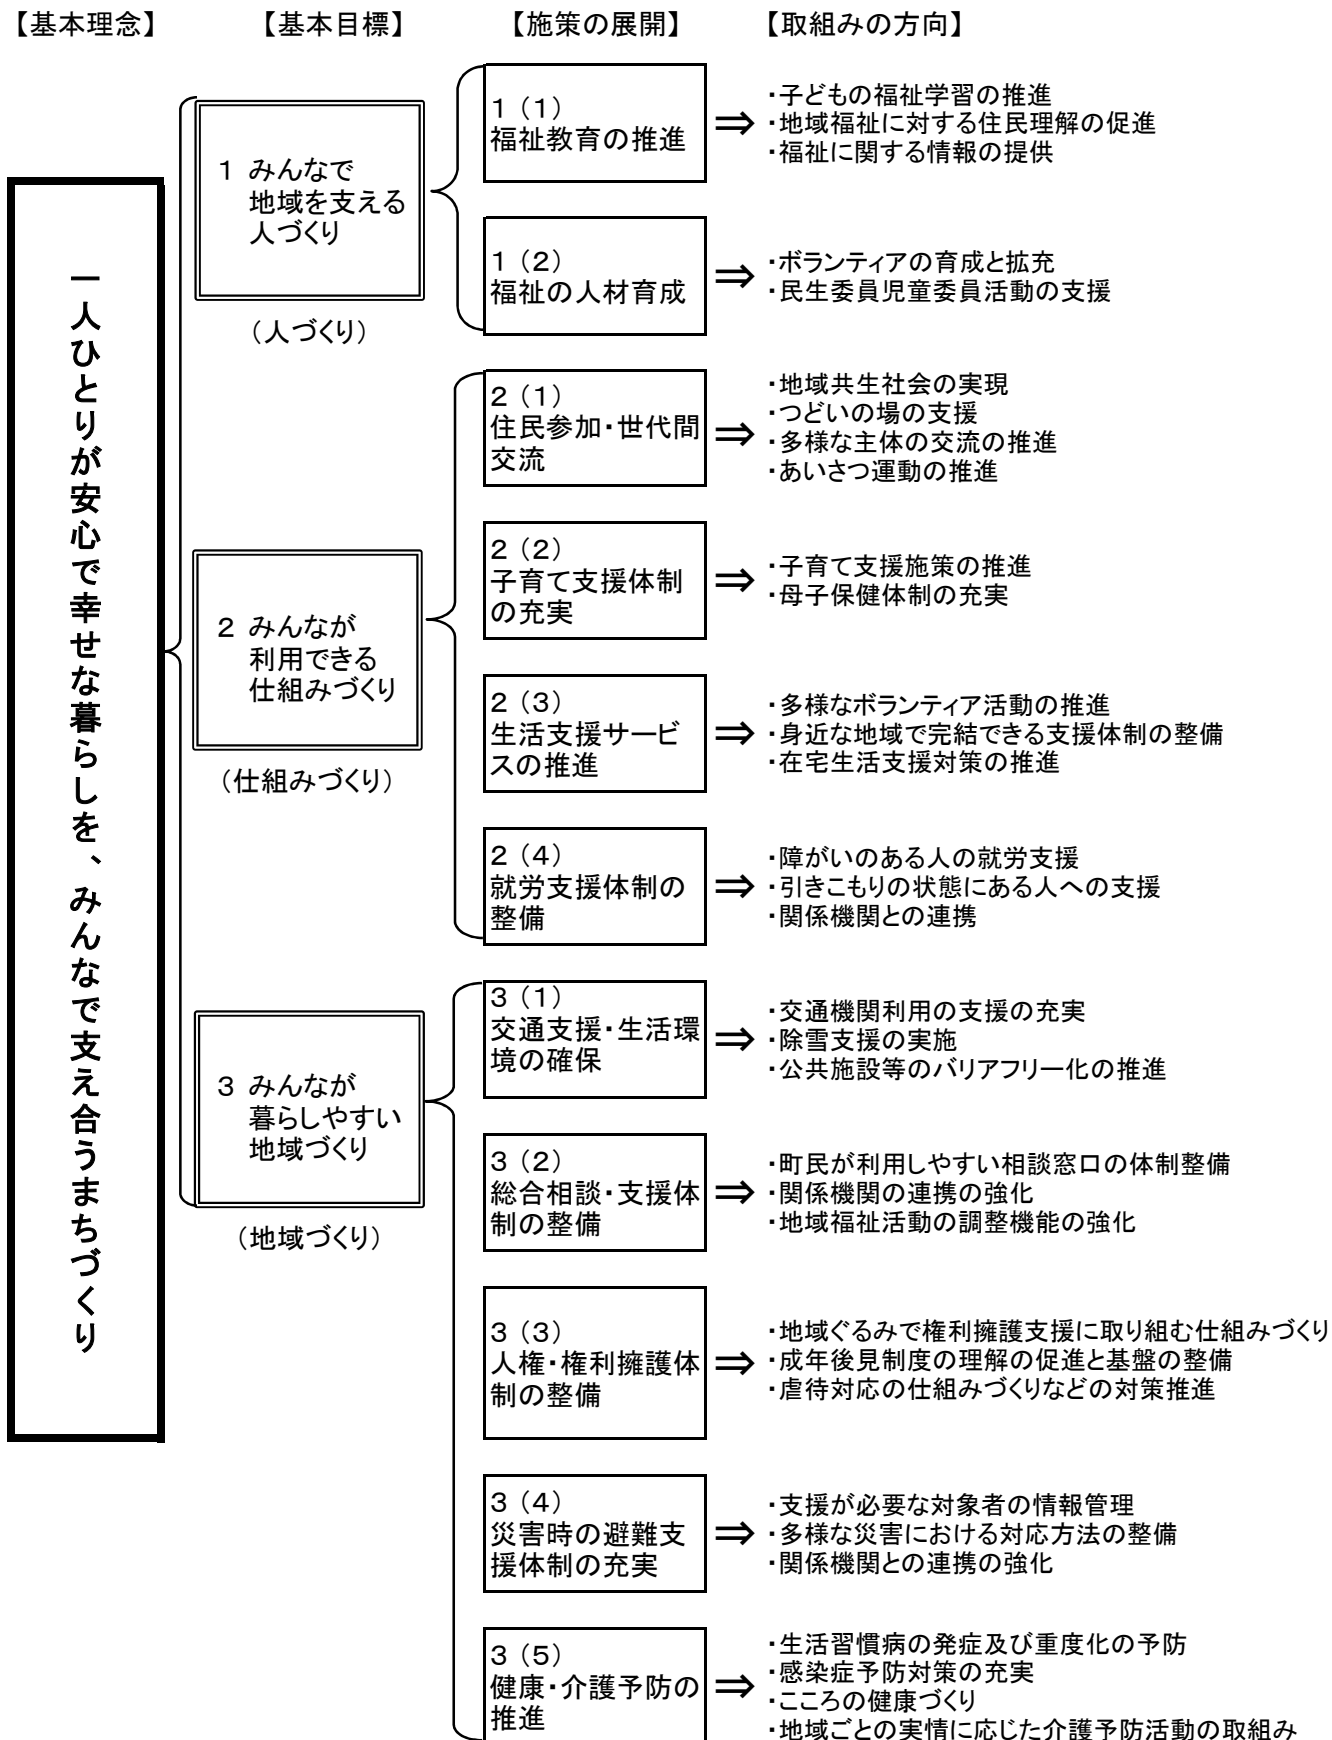 【基本理念】 【基本目標】 【施策の展開】 【取組みの方向】
一人ひとりが安心で幸せな暮らしを、みんなで支え合うまちづくり
1 みんなで
地域を支える
人づくり
(人づくり)
1(1)
福祉教育の推進
⇒
・子どもの福祉学習の推進
・地域福祉に対する住民理解の促進
・福祉に関する情報の提供
1(2)
福祉の人材育成
⇒
・ボランティアの育成と拡充
・民生委員児童委員活動の支援
2 みんなが
利用できる
仕組みづくり
(仕組みづくり)
2(1)
住民参加・世代間
交流
⇒
・地域共生社会の実現
・つどいの場の支援
・多様な主体の交流の推進
・あいさつ運動の推進
2(2)
子育て支援体制
の充実
⇒
・子育て支援施策の推進
・母子保健体制の充実
2(3)
生活支援サービ
スの推進
⇒
・多様なボランティア活動の推進
・身近な地域で完結できる支援体制の整備
・在宅生活支援対策の推進
2(4)
就労支援体制の
整備
⇒
・障がいのある人の就労支援
・引きこもりの状態にある人への支援
・関係機関との連携
3 みんなが
暮らしやすい
地域づくり
(地域づくり)
3(1)
交通支援・生活環
境の確保
⇒
・交通機関利用の支援の充実
・除雪支援の実施
・公共施設等のバリアフリー化の推進
3(2)
総合相談・支援体
制の整備
⇒
・町民が利用しやすい相談窓口の体制整備
・関係機関の連携の強化
・地域福祉活動の調整機能の強化
3(3)
人権・権利擁護体
制の整備
⇒
・地域ぐるみで権利擁護支援に取り組む仕組みづくり
・成年後見制度の理解の促進と基盤の整備
・虐待対応の仕組みづくりなどの対策推進
3(4)
災害時の避難支
援体制の充実
⇒
・支援が必要な対象者の情報管理
・多様な災害における対応方法の整備
・関係機関との連携の強化
3(5)
健康・介護予防の
推進
⇒
・生活習慣病の発症及び重度化の予防
・感染症予防対策の充実
・こころの健康づくり
・地域ごとの実情に応じた介護予防活動の取組み